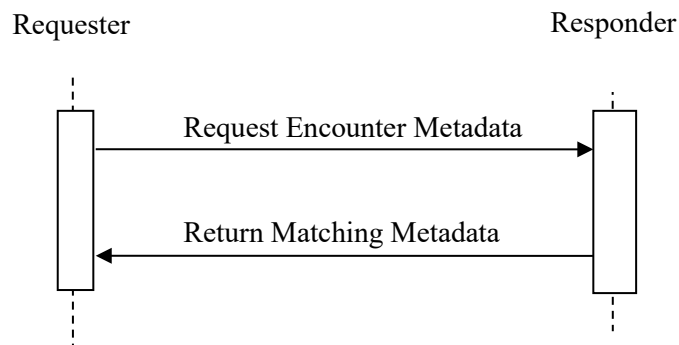 Requester
Responder
Request Encounter Metadata
Return Matching Metadata